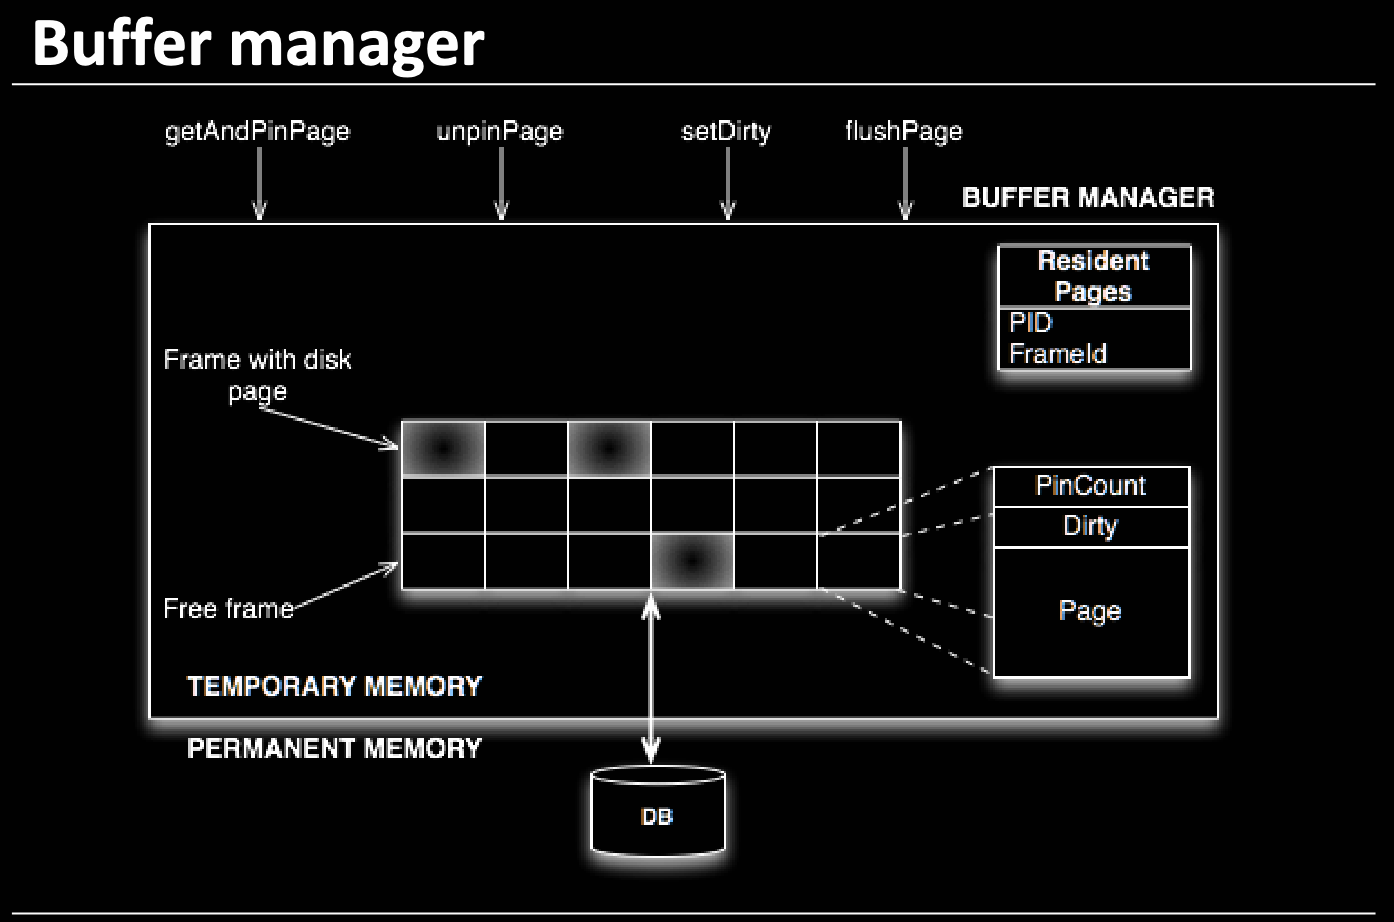 Buffer manager
getAndPinPage
unpinPage
setDirty
flushPage
BUFFER MANAGER
Resident
Pages
PID
FrameId
Frame with disk
page
PinCount
Dirty
Page
Free frame
TEMPORARY MEMORY
PERMANENT MEMORY
DB